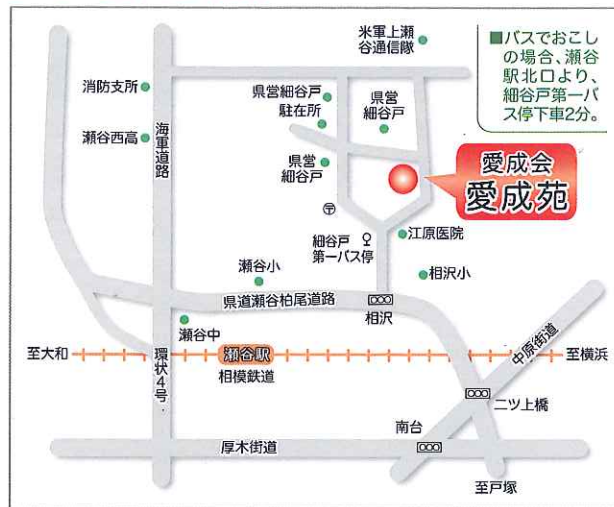 米軍上瀬
谷通信隊
■バスでおこし
の場合、瀬谷
駅北口より、
細谷戸第一バ
ス停下車2分。
消防支所
県営細谷戸
駐在所
県営
細谷戸
海軍道路
瀬谷西高
県営
細谷戸
愛成会
愛成苑
〒
細谷戸
第一バス停
江原医院
瀬谷小
相沢小
県道瀬谷柏尾道路
相沢
瀬谷中
中原街道
至大和
環状4号
瀬谷駅
至横浜
相模鉄道
二ツ上橋
南台
厚木街道
至戸塚